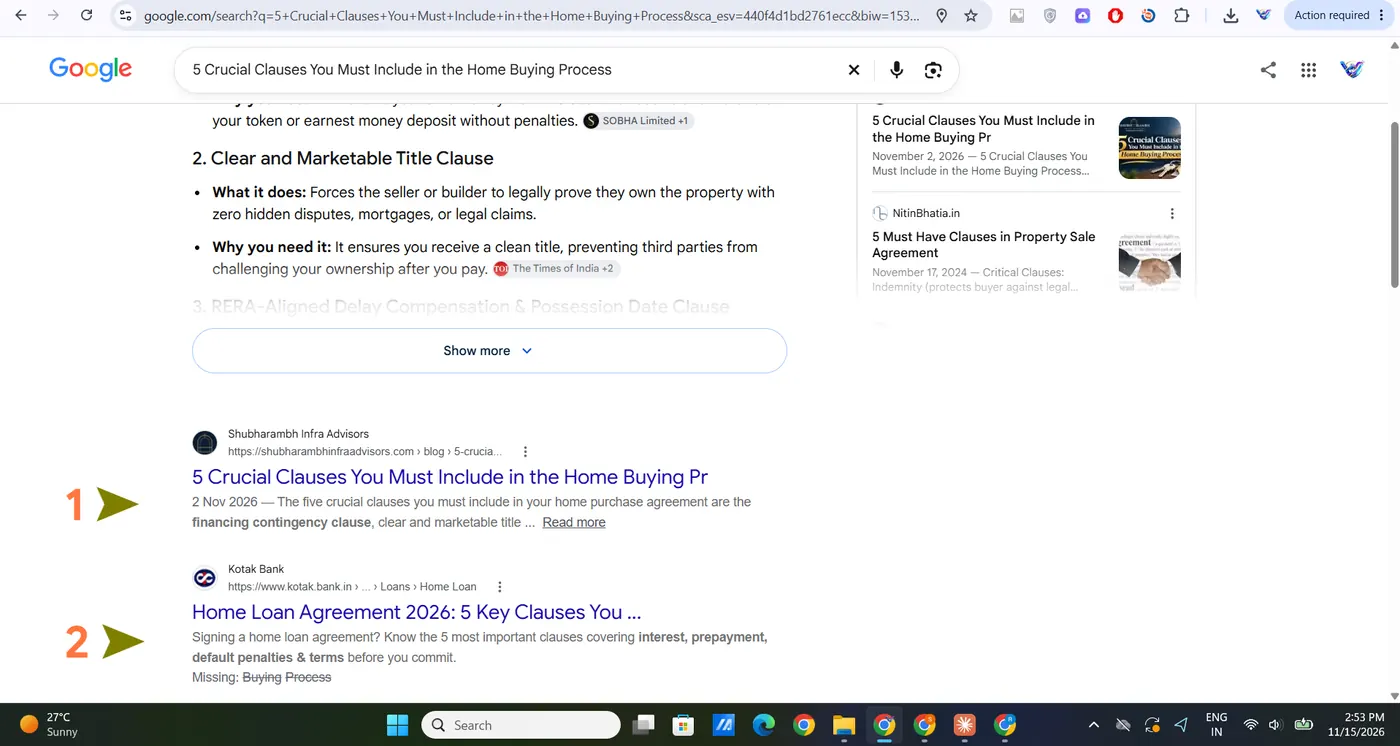 google.com/search?q=5+Crucial+Clauses+You+Must+Include+in+the+Home+Buying+Process&sca_esv=440f4d1bd2761ecc&biw=153...
Action required
Google
5 Crucial Clauses You Must Include in the Home Buying Process
your token or earnest money deposit without penalties. SOBHA Limited +1
2. Clear and Marketable Title Clause
• What it does: Forces the seller or builder to legally prove they own the property with
zero hidden disputes, mortgages, or legal claims.
• Why you need it: It ensures you receive a clean title, preventing third parties from
challenging your ownership after you pay. The Times of India +2
3. RERA-Aligned Delay Compensation & Possession Date Clause
Show more
5 Crucial Clauses You Must Include in
the Home Buying Pr
November 2, 2026 — 5 Crucial Clauses You
Must Include in the Home Buying Process...
NitinBhatia.in
5 Must Have Clauses in Property Sale
Agreement
November 17, 2024 — Critical Clauses:
Indemnity (protects buyer against legal...
Shubharambh Infra Advisors
https://shubharambhinfraadvisors.com › blog › 5-crucia...
5 Crucial Clauses You Must Include in the Home Buying Pr
1
2 Nov 2026 — The five crucial clauses you must include in your home purchase agreement are the
financing contingency clause, clear and marketable title ... Read more
Kotak Bank
https://www.kotak.bank.in › ... › Loans › Home Loan
Home Loan Agreement 2026: 5 Key Clauses You ...
2
Signing a home loan agreement? Know the 5 most important clauses covering interest, prepayment,
default penalties & terms before you commit.
Missing: Buying Process
27°C
Sunny
Search
ENG
IN
2:53 PM
11/15/2026